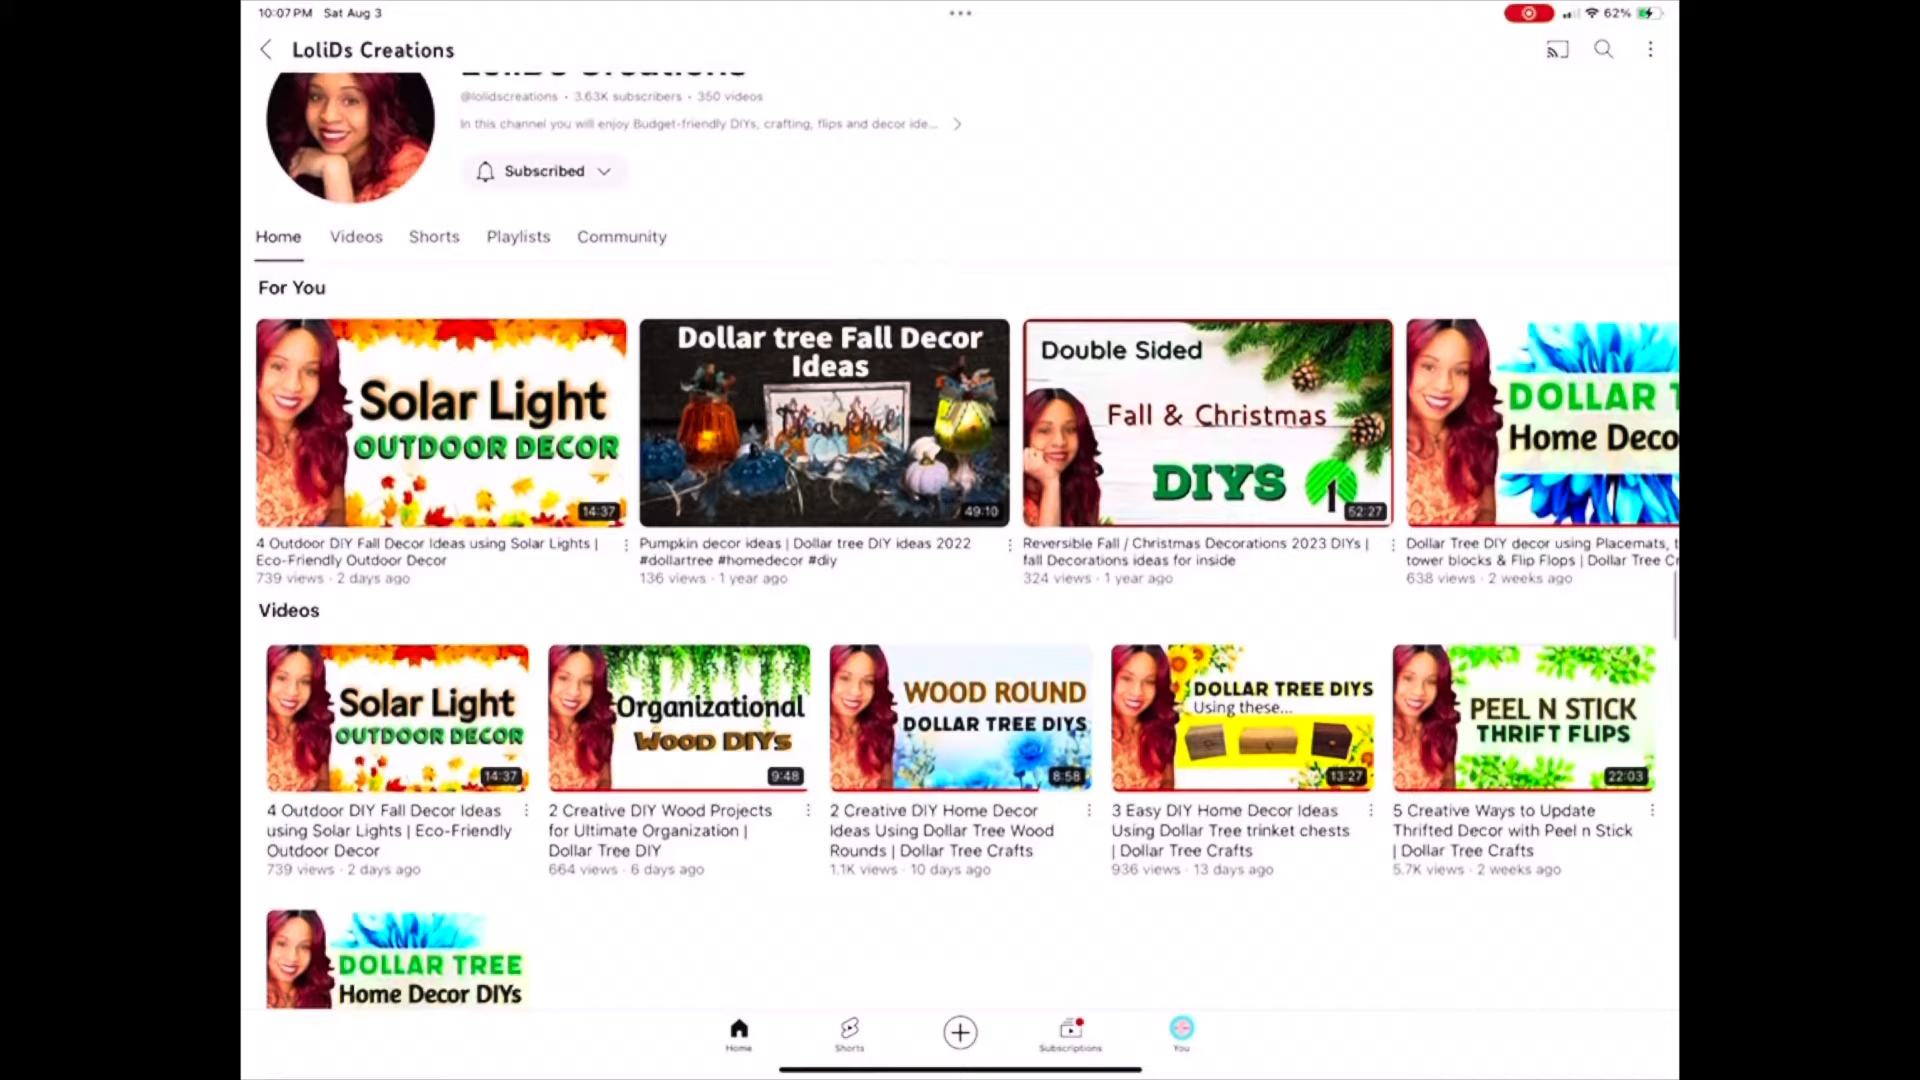 10:07 PM Sat Aug 3
62%
LoliDs Creations
@lolidscreations • 3.63K subscribers • 350 videos
In this channel you will enjoy Budget-friendly DIYs, crafting, flips and decor ide...
Subscribed
Home Videos Shorts Playlists Community
For You
Solar Light
OUTDOOR DECOR
14:37
Dollar tree Fall Decor
Ideas
Thankful
49:10
Double Sided
Fall & Christmas
DIYS
52:27
DOLLAR T
Home Deco
4 Outdoor DIY Fall Decor Ideas using Solar Lights |
Eco-Friendly Outdoor Decor
739 views · 2 days ago
Pumpkin decor ideas | Dollar tree DIY ideas 2022
#dollartree #homedecor #diy
136 views · 1 year ago
Reversible Fall / Christmas Decorations 2023 DIYs |
fall Decorations ideas for inside
324 views · 1 year ago
Dollar Tree DIY decor using Placemats, t
tower blocks & Flip Flops | Dollar Tree Cr
638 views · 2 weeks ago
Videos
Solar Light
OUTDOOR DECOR
14:37
Organizational
WOOD DIYs
9:48
WOOD ROUND
DOLLAR TREE DIYS
8:58
DOLLAR TREE DIYS
Using these...
13:27
PEEL N STICK
THRIFT FLIPS
22:03
4 Outdoor DIY Fall Decor Ideas
using Solar Lights | Eco-Friendly
Outdoor Decor
739 views · 2 days ago
2 Creative DIY Wood Projects
for Ultimate Organization |
Dollar Tree DIY
664 views · 6 days ago
2 Creative DIY Home Decor
Ideas Using Dollar Tree Wood
Rounds | Dollar Tree Crafts
1.1K views · 10 days ago
3 Easy DIY Home Decor Ideas
Using Dollar Tree trinket chests
| Dollar Tree Crafts
936 views · 13 days ago
5 Creative Ways to Update
Thrifted Decor with Peel n Stick
| Dollar Tree Crafts
5.7K views · 2 weeks ago
DOLLAR TREE
Home Decor DIYs
Home
Shorts
Subscriptions
You